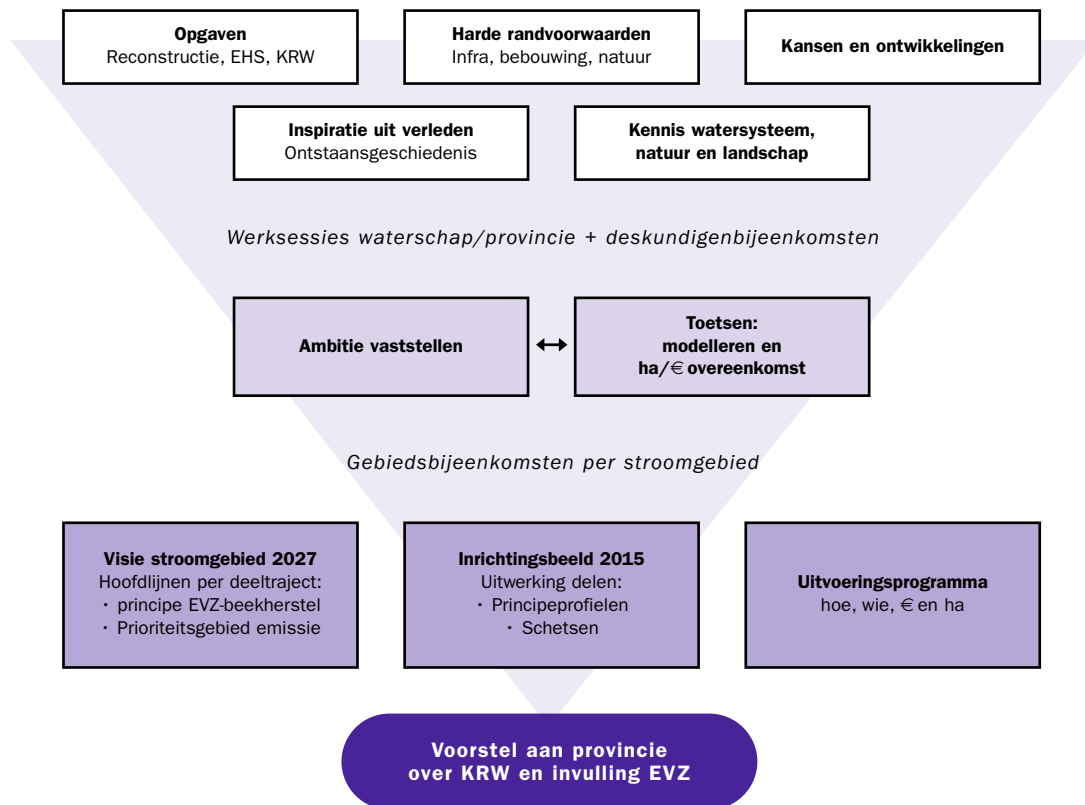 Opgaven
Reconstructie, EHS, KRW
Harde randvoorwaarden
Infra, bebouwing, natuur
Kansen en ontwikkelingen
Inspiratie uit verleden
Ontstaansgeschiedenis
Kennis watersysteem,
natuur en landschap
Werksessies waterschap/provincie + deskundigenbijeenkomsten
Ambitie vaststellen
Toetsen:
modelleren en
ha/€ overeenkomst
Gebiedsbijeenkomsten per stroomgebied
Visie stroomgebied 2027
Hoofdlijnen per deeltraject:
· principe EVZ-beekherstel
· Prioriteitsgebied emissie
Inrichtingsbeeld 2015
Uitwerking delen:
· Principeprofielen
· Schetsen
Uitvoeringsprogramma
hoe, wie, € en ha
Voorstel aan provincie
over KRW en invulling EVZ